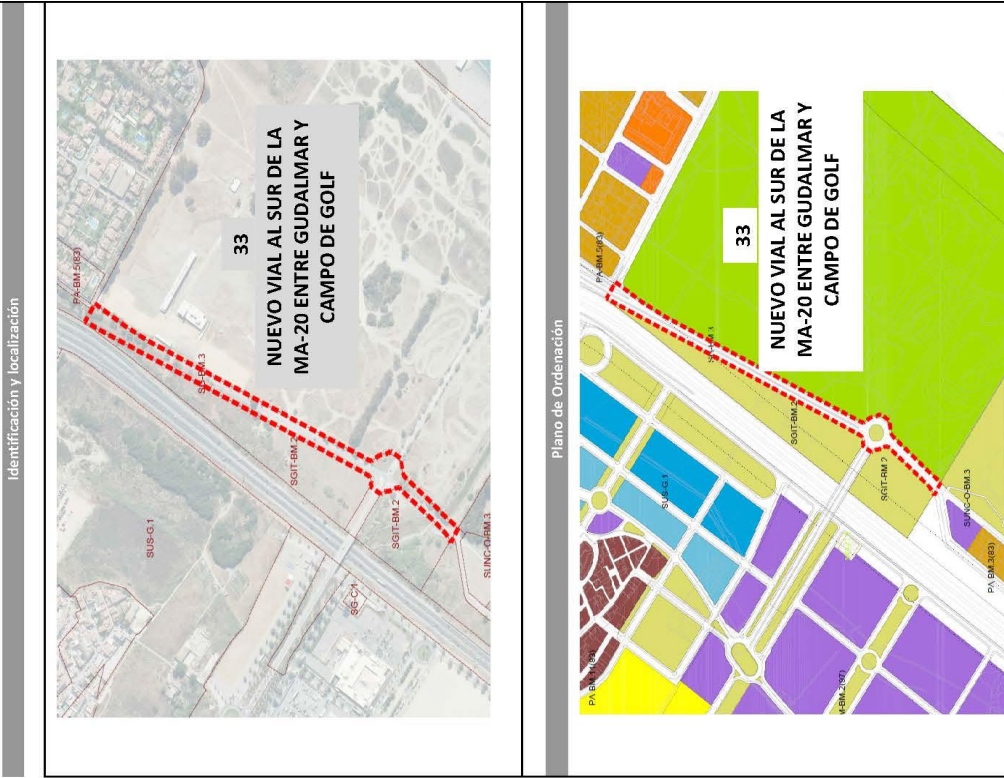 Identificación y localización
PA-BM.5(83)
33
NUEVO VIAL AL SUR DE LA
MA-20 ENTRE GUDALMAR Y
CAMPO DE GOLF
SG-BM.3
SGIT-BM.2
SUS-G.1
SGIT-BM.2
SG-C.1
SUNC-O-BM.3
Plano de Ordenación
PA-BM.5(83)
33
NUEVO VIAL AL SUR DE LA
MA-20 ENTRE GUDALMAR Y
CAMPO DE GOLF
SGIT-BM.2
SUS-G.1
SGIT-BM.2
SUNC-O-BM.3
PA-BM.3(83)
M-BM.2(97)